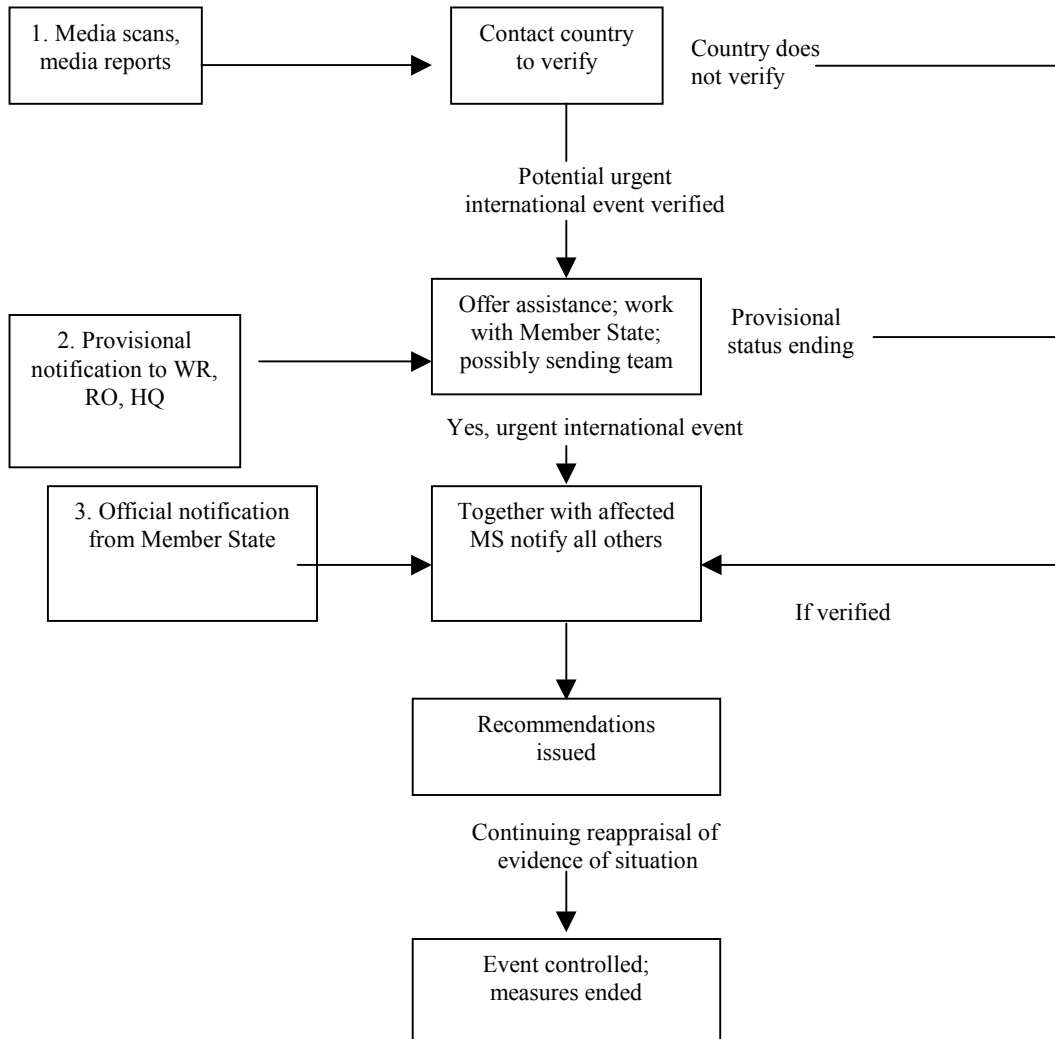 1. Media scans,
media reports
Contact country
to verify
Country does
not verify
Potential urgent
international event verified
Offer assistance; work
with Member State;
possibly sending team
Provisional
status ending
2. Provisional
notification to WR,
RO, HQ
Yes, urgent international event
3. Official notification
from Member State
Together with affected
MS notify all others
If verified
Recommendations
issued
Continuing reappraisal of
evidence of situation
Event controlled;
measures ended